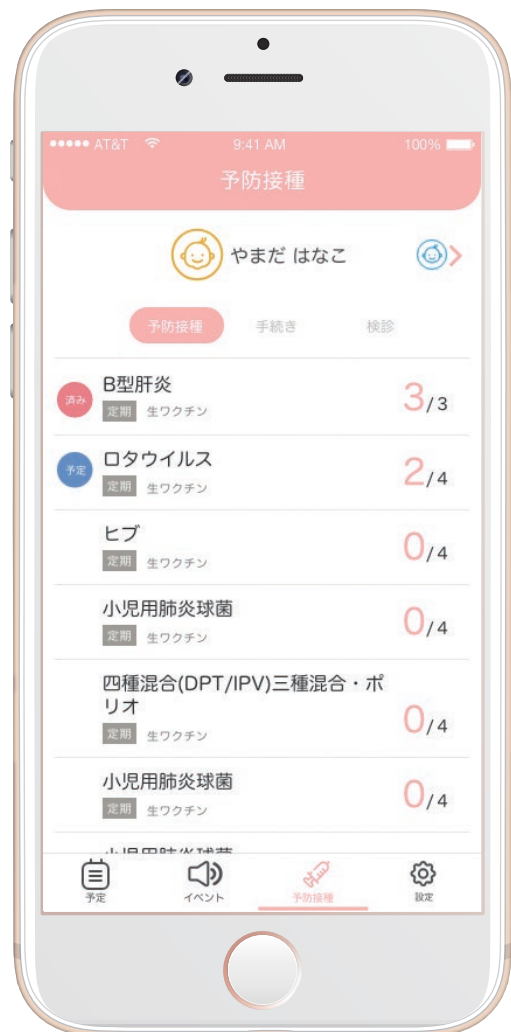 AT&T 9:41 AM 100%
予防接種
やまだ はなこ
予防接種 手続き 検診
済み B型肝炎 3/3
定期 生ワクチン
予定 ロタウイルス 2/4
定期 生ワクチン
ヒブ 0/4
定期 生ワクチン
小児用肺炎球菌 0/4
定期 生ワクチン
四種混合(DPT/IPV)三種混合・ポ
リオ 0/4
定期 生ワクチン
小児用肺炎球菌 0/4
定期 生ワクチン
予定 イベント 予防接種 設定